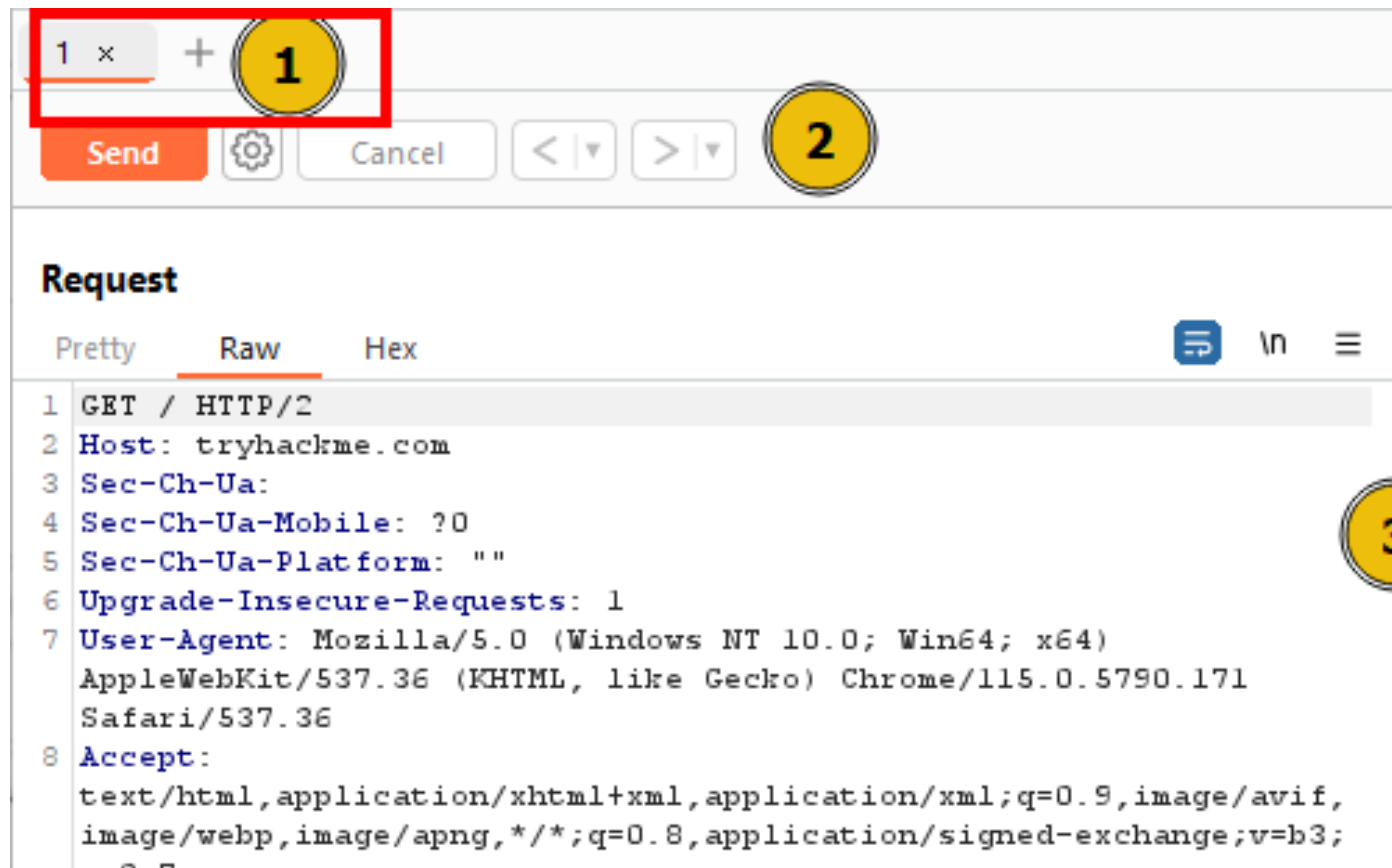 1 × + 1
Send Cancel < > 2
Request
Pretty Raw Hex \n
1 GET / HTTP/2
2 Host: tryhackme.com
3 Sec-Ch-Ua:
4 Sec-Ch-Ua-Mobile: ?0
5 Sec-Ch-Ua-Platform: ""
3
6 Upgrade-Insecure-Requests: 1
7 User-Agent: Mozilla/5.0 (Windows NT 10.0; Win64; x64)
AppleWebKit/537.36 (KHTML, like Gecko) Chrome/115.0.5790.171
Safari/537.36
8 Accept:
text/html,application/xhtml+xml,application/xml;q=0.9,image/avif,
image/webp,image/apng,*/*;q=0.8,application/signed-exchange;v=b3;